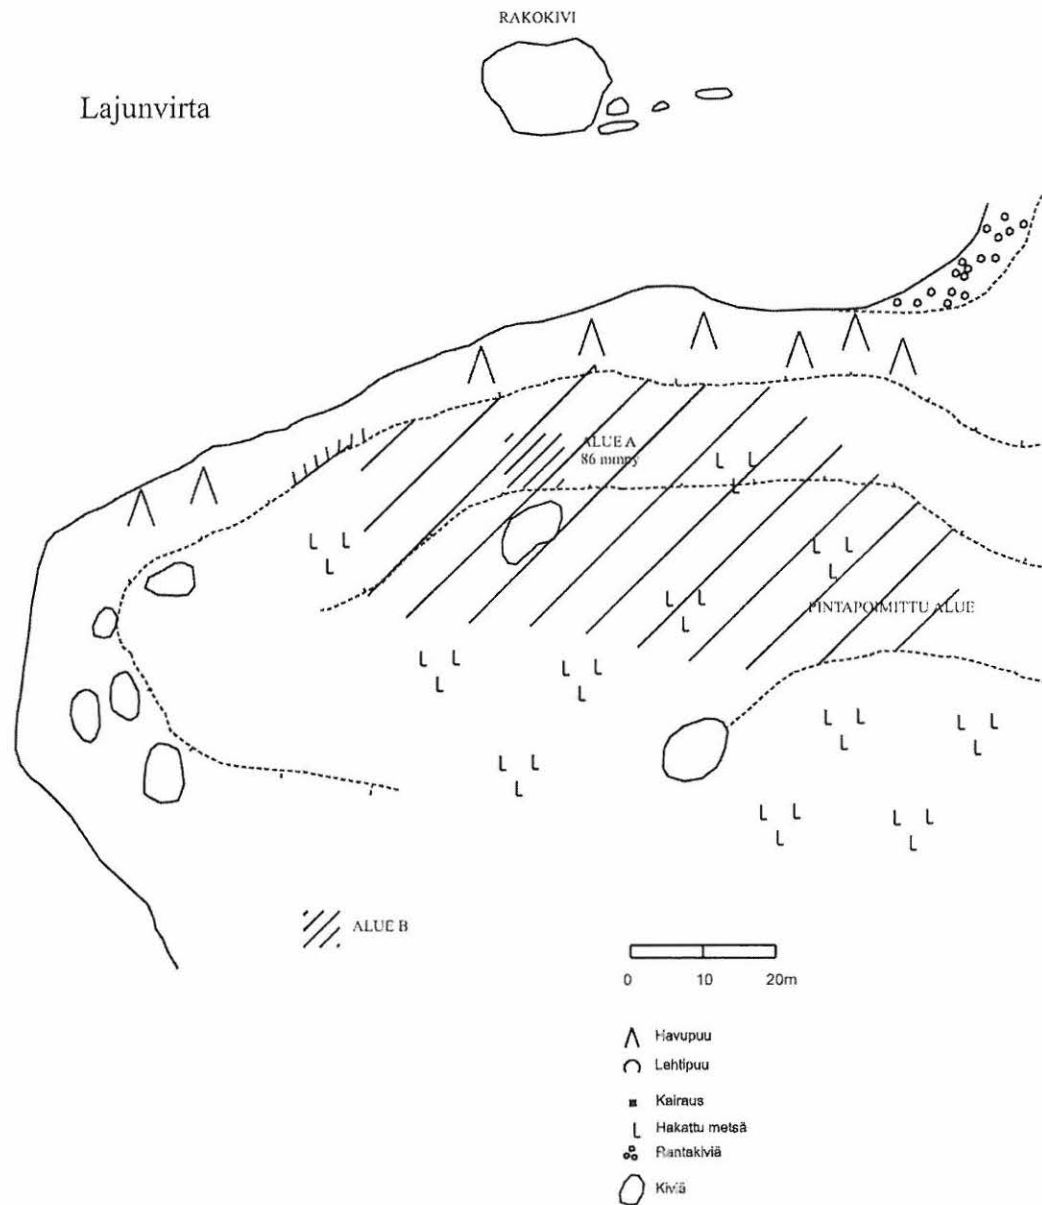 RAKOKIVI
Lajunvirta
ALUE A
86 mmpy
PINTAPOIMITTU ALUE
ALUE B
0 10 20m
Havupuu
Lehtipuu
Kairaus
Hakattu metsä
Rantakiviä
Kiviä